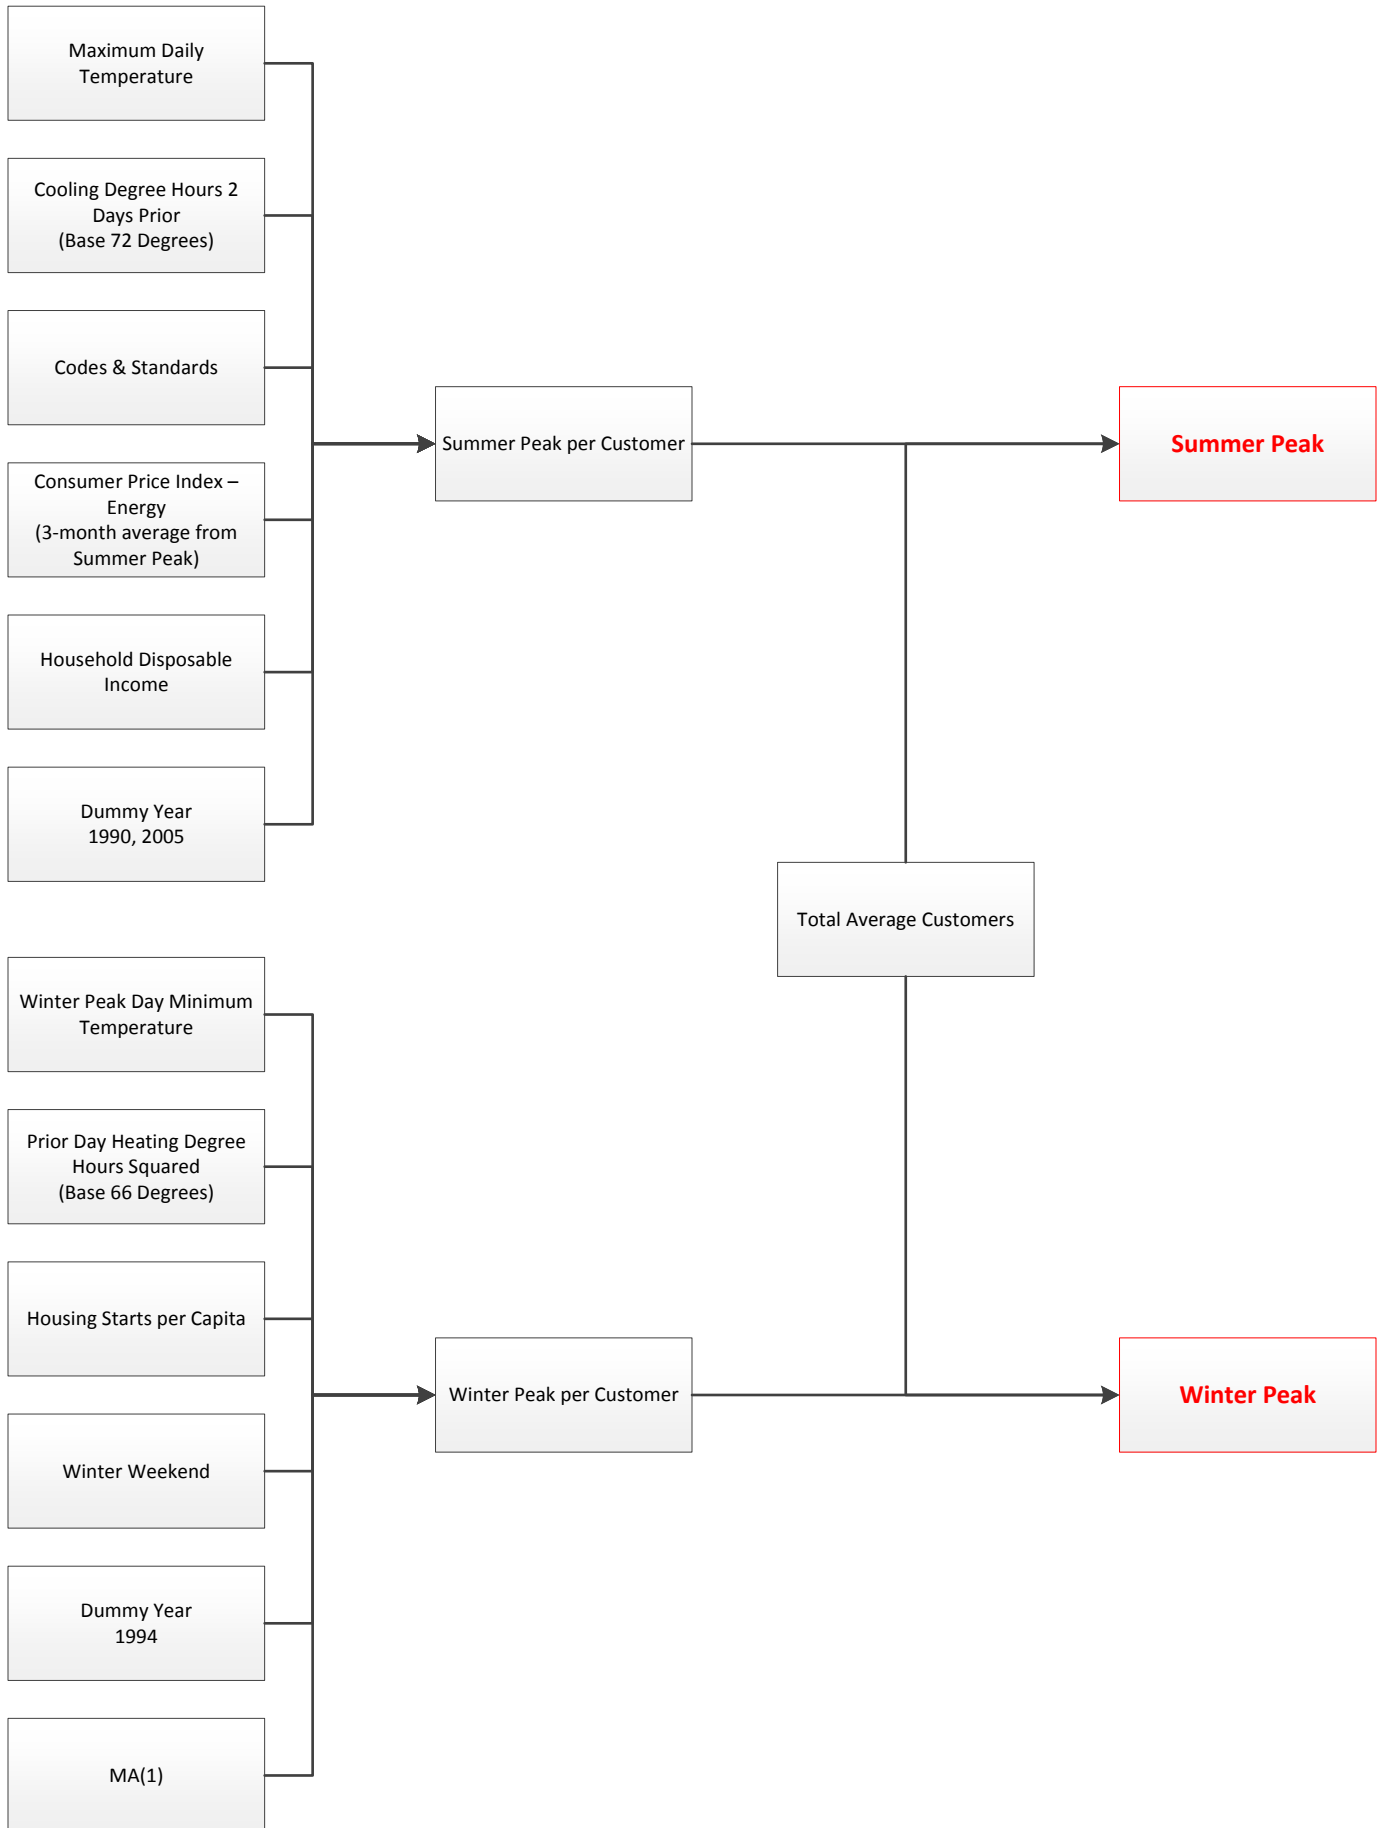 Maximum Daily
Temperature
Cooling Degree Hours 2
Days Prior
(Base 72 Degrees)
Codes & Standards
Consumer Price Index –
Energy
(3-month average from
Summer Peak)
Household Disposable
Income
Dummy Year
1990, 2005
Summer Peak per Customer
Summer Peak
Total Average Customers
Winter Peak Day Minimum
Temperature
Prior Day Heating Degree
Hours Squared
(Base 66 Degrees)
Housing Starts per Capita
Winter Weekend
Dummy Year
1994
MA(1)
Winter Peak per Customer
Winter Peak